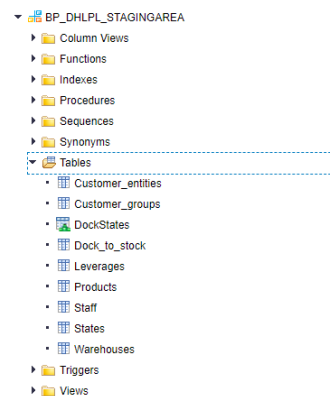 BP_DHLPL_STAGINGAREA
Column Views
Functions
Indexes
Procedures
Sequences
Synonyms
Tables
Customer_entities
Customer_groups
DockStates
Dock_to_stock
Leverages
Products
Staff
States
Warehouses
Triggers
Views